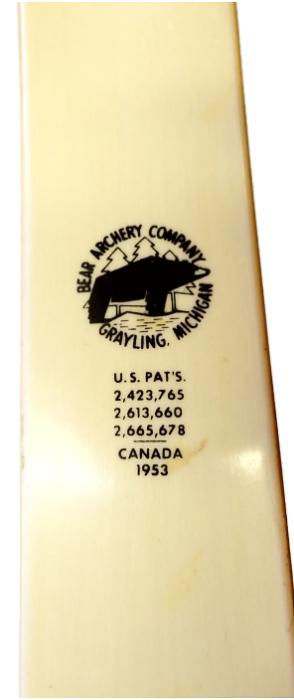 BEAR ARCHERY COMPANY
GRAYLING, MICHIGAN
U.S. PAT'S.
2,423,765
2,613,660
2,665,678
CANADA
1953